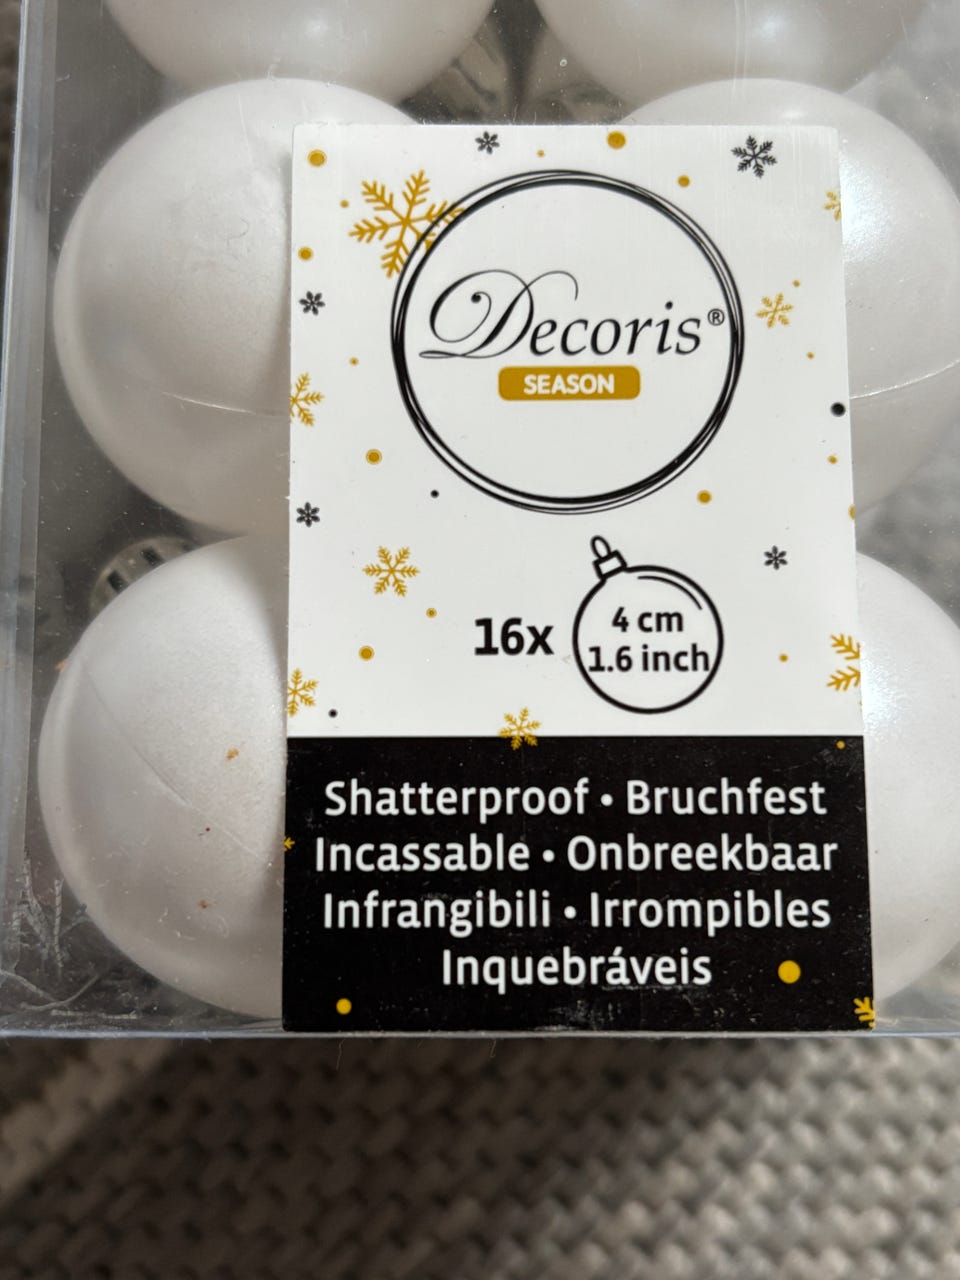 Decoris®
SEASON
16x
4 cm
1.6 inch
Shatterproof • Bruchfest
Incassable • Onbreekbaar
Infrangibili • Irrompibles
Inquebráveis